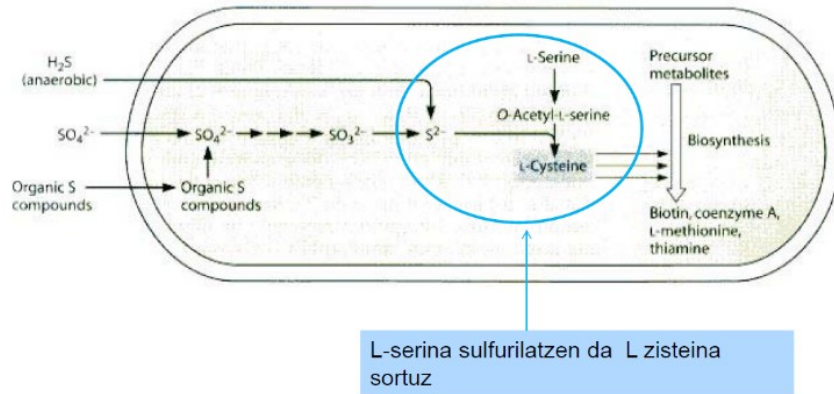 H₂S
(anaerobic)
SO₄²⁻
Organic S
compounds
SO₄²⁻
SO₃²⁻
S²⁻
Organic S
compounds
L-Serine
O-Acetyl-L-serine
L-Cysteine
Precursor
metabolites
Biosynthesis
Biotin, coenzyme A,
L-methionine,
thiamine
L-serina sulfurilatzen da L zisteina
sortuz